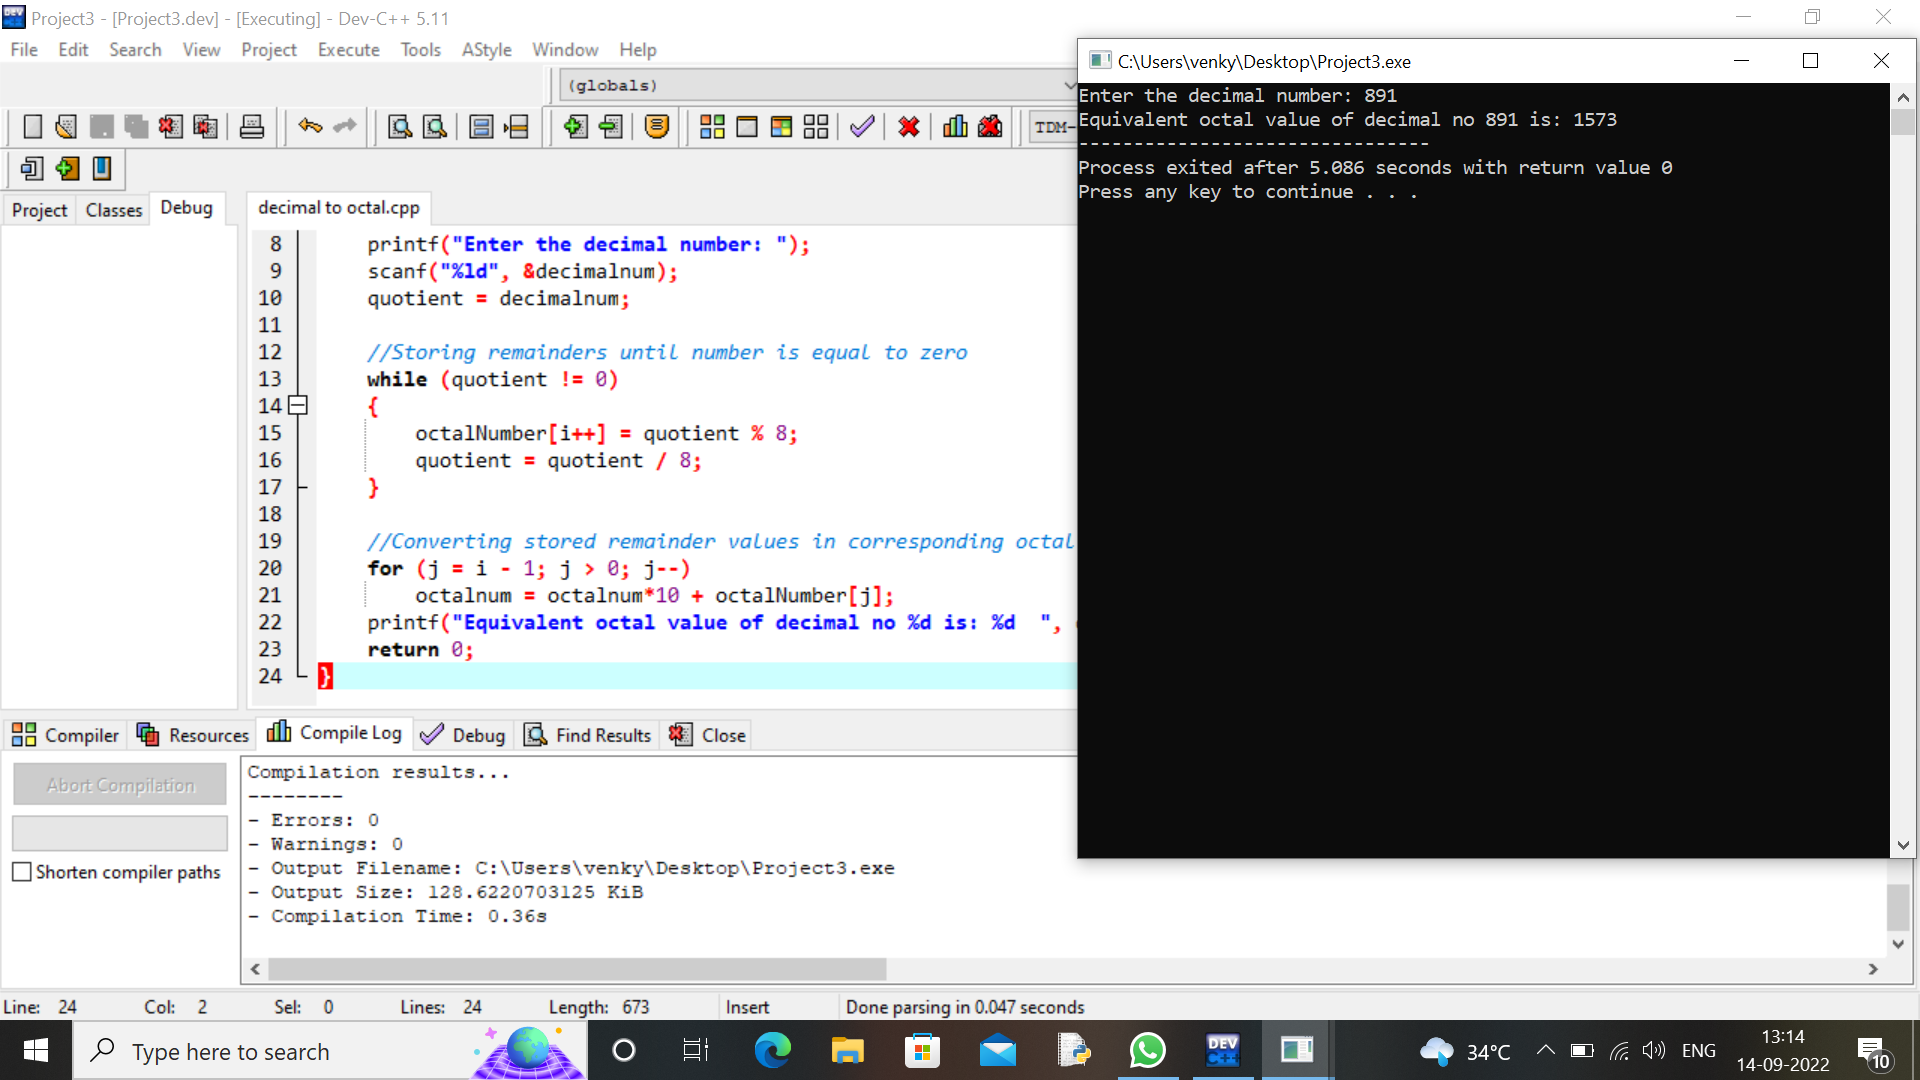 Project3 - [Project3.dev] - [Executing] - Dev-C++ 5.11
File Edit Search View Project Execute Tools AStyle Window Help
(globals)
TDM-
Project Classes Debug
decimal to octal.cpp
8 printf("Enter the decimal number: ");
9 scanf("%ld", &decimalnum);
10 quotient = decimalnum;
11
12 //Storing remainders until number is equal to zero
13 while (quotient != 0)
14 {
15 octalNumber[i++] = quotient % 8;
16 quotient = quotient / 8;
17 }
18
19 //Converting stored remainder values in corresponding octal
20 for (j = i - 1; j > 0; j--)
21 octalnum = octalnum*10 + octalNumber[j];
22 printf("Equivalent octal value of decimal no %d is: %d  ",
23 return 0;
24 }
C:\Users\venky\Desktop\Project3.exe
Enter the decimal number: 891
Equivalent octal value of decimal no 891 is: 1573
--------------------------------
Process exited after 5.086 seconds with return value 0
Press any key to continue . . .
Compiler Resources Compile Log Debug Find Results Close
Abort Compilation
Shorten compiler paths
Compilation results...
--------
- Errors: 0
- Warnings: 0
- Output Filename: C:\Users\venky\Desktop\Project3.exe
- Output Size: 128.6220703125 KiB
- Compilation Time: 0.36s
Line: 24 Col: 2 Sel: 0 Lines: 24 Length: 673 Insert Done parsing in 0.047 seconds
Type here to search
DEV C++
34°C
ENG
13:14
14-09-2022
10